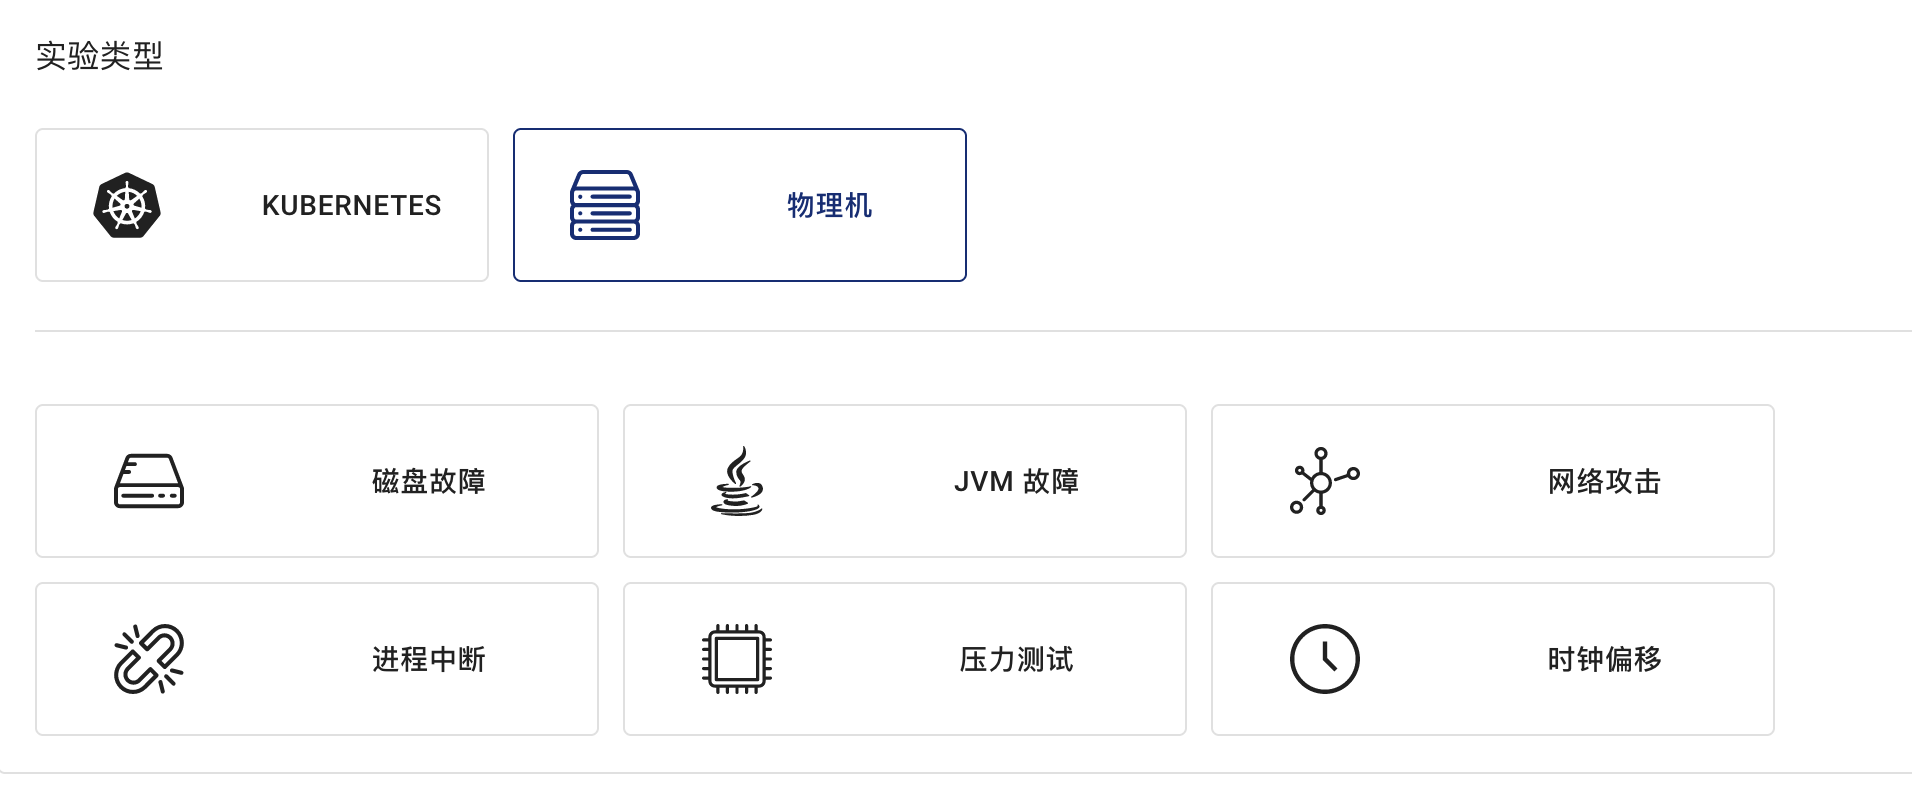 实验类型
KUBERNETES
物理机
磁盘故障
JVM 故障
网络攻击
进程中断
压力测试
时钟偏移